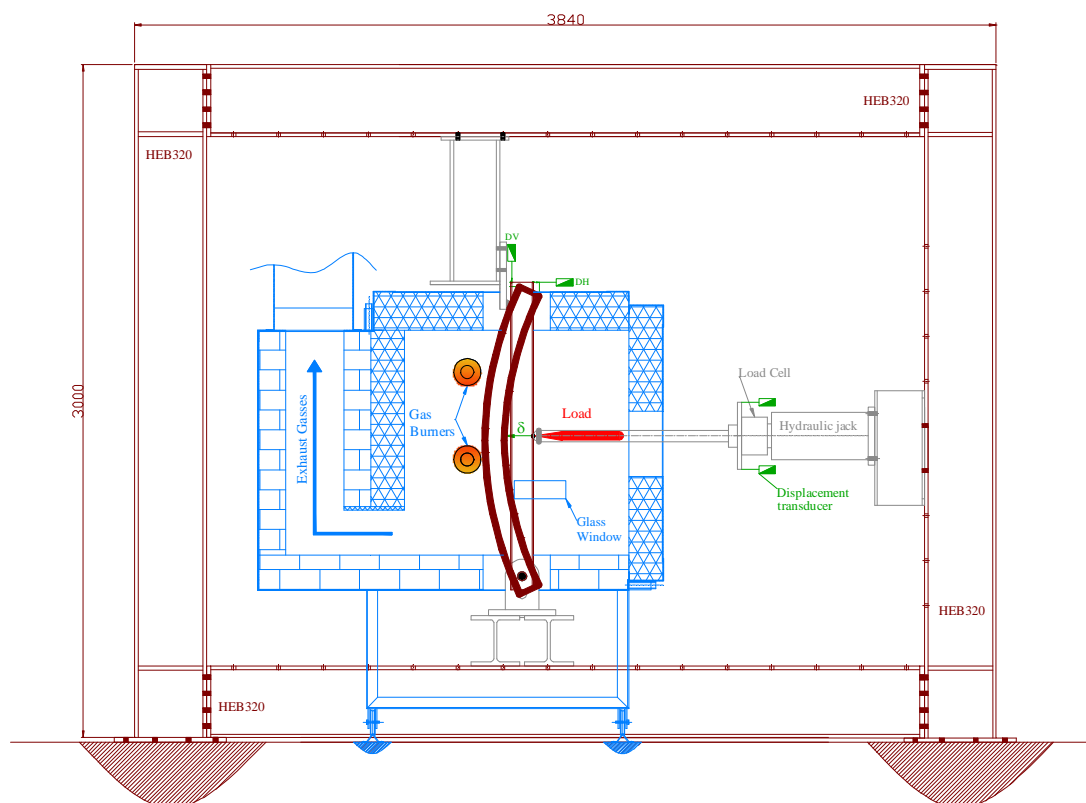 3840
HEB320
HEB320
3000
DV
DH
Exhaust Gasses
Gas
Burners
Load
δ
Load Cell
Hydraulic jack
Displacement
transducer
Glass
Window
HEB320
HEB320